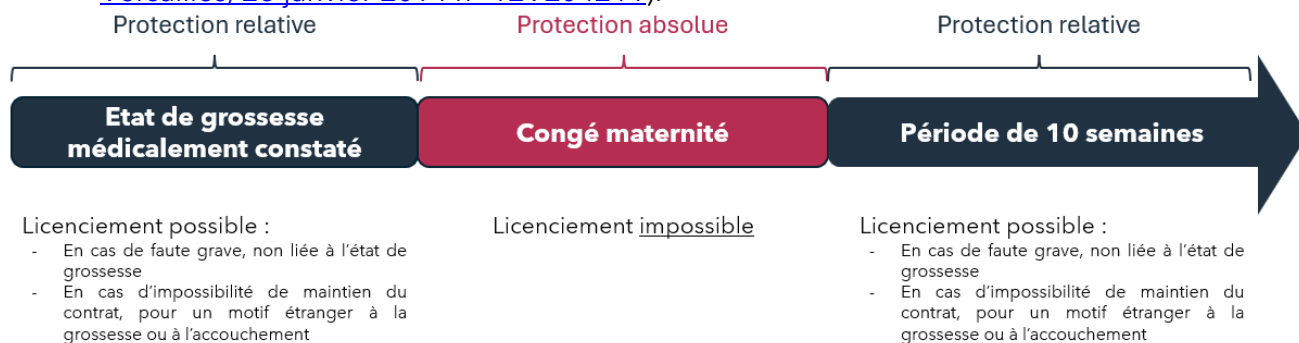 Protection relative
Protection absolue
Protection relative
Etat de grossesse
médicalement constaté
Congé maternité
Période de 10 semaines
Licenciement possible :
- En cas de faute grave, non liée à l'état de
grossesse
- En cas d'impossibilité de maintien du
contrat, pour un motif étranger à la
grossesse ou à l'accouchement
Licenciement impossible
Licenciement possible :
- En cas de faute grave, non liée à l'état de
grossesse
- En cas d'impossibilité de maintien du
contrat, pour un motif étranger à la
grossesse ou à l'accouchement